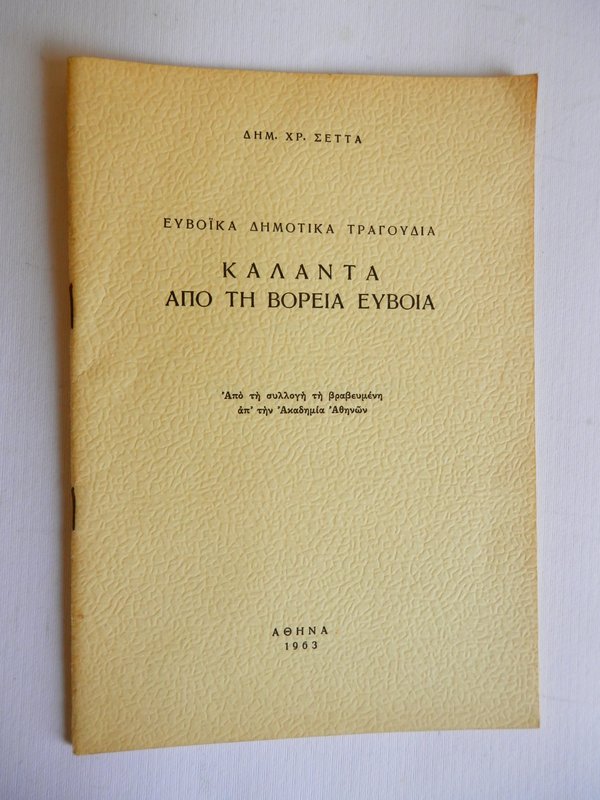 ΔΗΜ. ΧΡ. ΣΕΤΤΑ
ΕΥΒΟΪΚΑ ΔΗΜΟΤΙΚΑ ΤΡΑΓΟΥΔΙΑ
ΚΑΛΑΝΤΑ
ΑΠΟ ΤΗ ΒΟΡΕΙΑ ΕΥΒΟΙΑ
Ἀπὸ τὴ συλλογὴ τὴ βραβευμένη
ἀπ' τὴν Ἀκαδημία Ἀθηνῶν
ΑΘΗΝΑ
1963